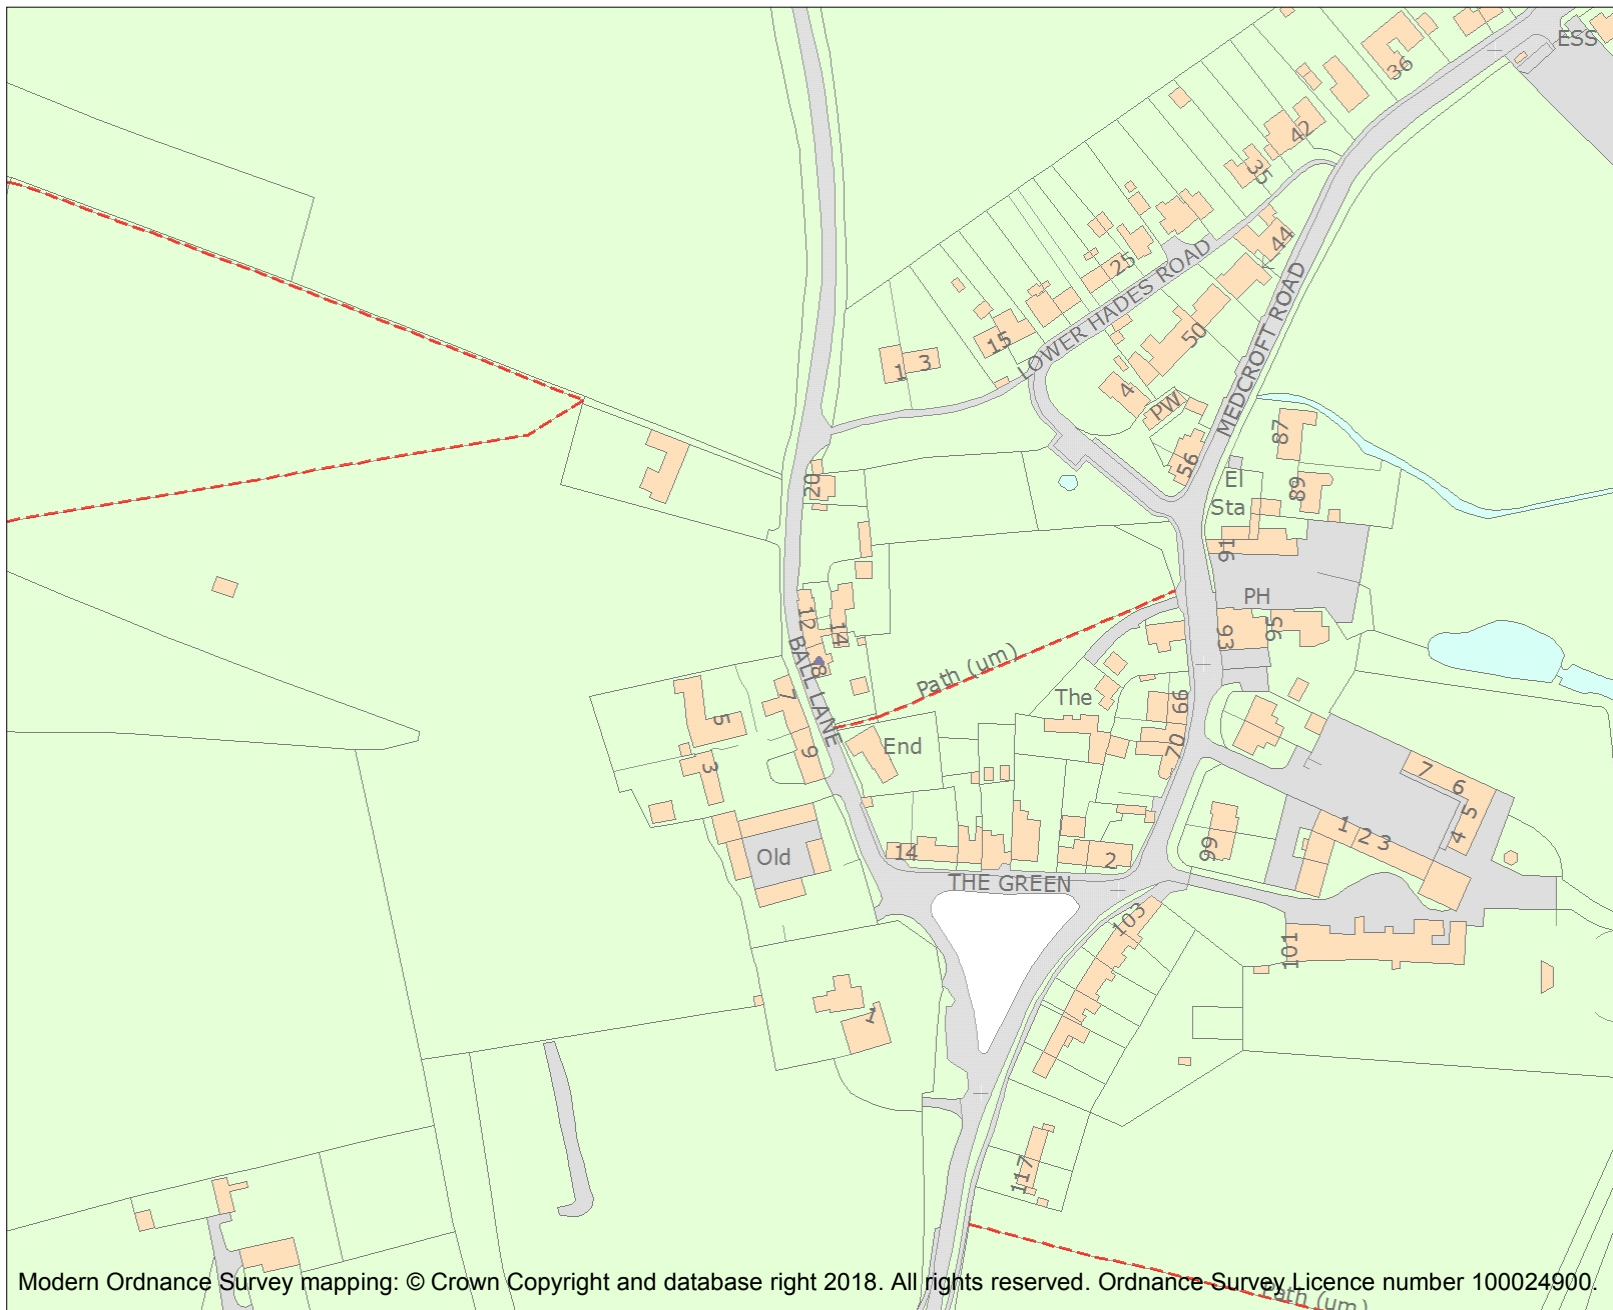 ESS
36
42
35
44
25
LOWER HADES ROAD
50
15
1
3
MEDCROFT ROAD
4
PW
87
56
20
El
Sta
89
91
PH
12
14
93
95
BALL LANE
8
Path (um)
The
7
66
5
End
70
9
3
7
6
5
4
1
2
3
99
Old
14
2
THE GREEN
103
101
1
117
Path (um)
Modern Ordnance Survey mapping: © Crown Copyright and database right 2018. All rights reserved. Ordnance Survey Licence number 100024900.